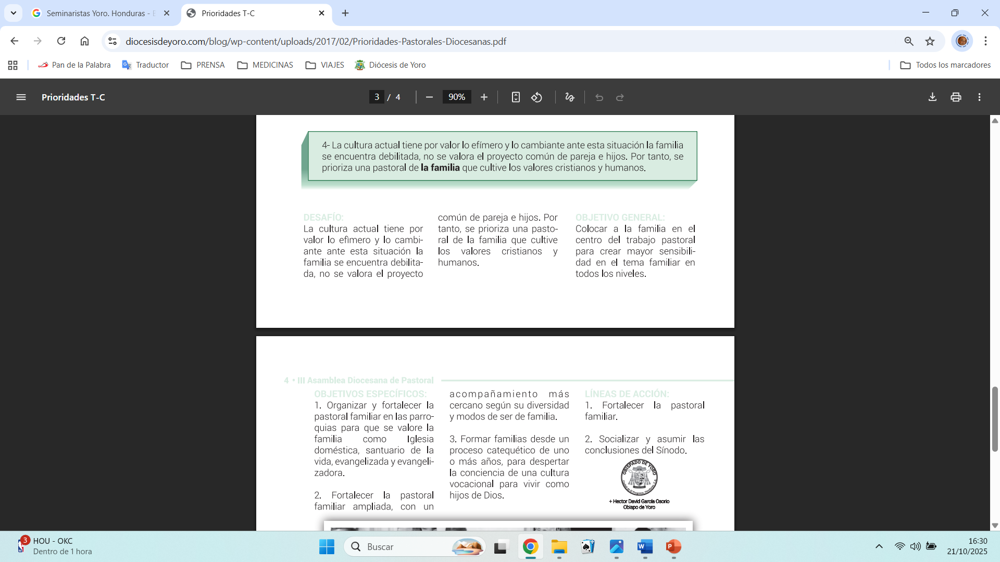 Seminaristas Yoro. Honduras -
Prioridades T-C
diocesisdeyoro.com/blog/wp-content/uploads/2017/02/Prioridades-Pastorales-Diocesanas.pdf
Pan de la Palabra
Traductor
PRENSA
MEDICINAS
VIAJES
Diócesis de Yoro
Todos los marcadores
Prioridades T-C
3 / 4
90%
4- La cultura actual tiene por valor lo efímero y lo cambiante ante esta situación la familia
se encuentra debilitada, no se valora el proyecto común de pareja e hijos. Por tanto, se
prioriza una pastoral de la familia que cultive los valores cristianos y humanos.
DESAFÍO:
La cultura actual tiene por
valor lo efímero y lo cambi-
ante ante esta situación la
familia se encuentra debilita-
da, no se valora el proyecto
común de pareja e hijos. Por
tanto, se prioriza una pasto-
ral de la familia que cultive
los valores cristianos y
humanos.
OBJETIVO GENERAL:
Colocar a la familia en el
centro del trabajo pastoral
para crear mayor sensibili-
dad en el tema familiar en
todos los niveles.
4 • III Asamblea Diocesana de Pastoral
OBJETIVOS ESPECÍFICOS:
1. Organizar y fortalecer la
pastoral familiar en las parro-
quias para que se valore la
familia como Iglesia
doméstica, santuario de la
vida, evangelizada y evangeli-
zadora.
2. Fortalecer la pastoral
familiar ampliada, con un
acompañamiento más
cercano según su diversidad
y modos de ser de familia.
3. Formar familias desde un
proceso catequético de uno
o más años, para despertar
la conciencia de una cultura
vocacional para vivir como
hijos de Dios.
LÍNEAS DE ACCIÓN:
1. Fortalecer la pastoral
familiar.
2. Socializar y asumir las
conclusiones del Sínodo.
OBISPADO DE YORO
+ Hector David García Osorio
Obispo de Yoro
3
HOU - OKC
Dentro de 1 hora
Buscar
16:30
21/10/2025